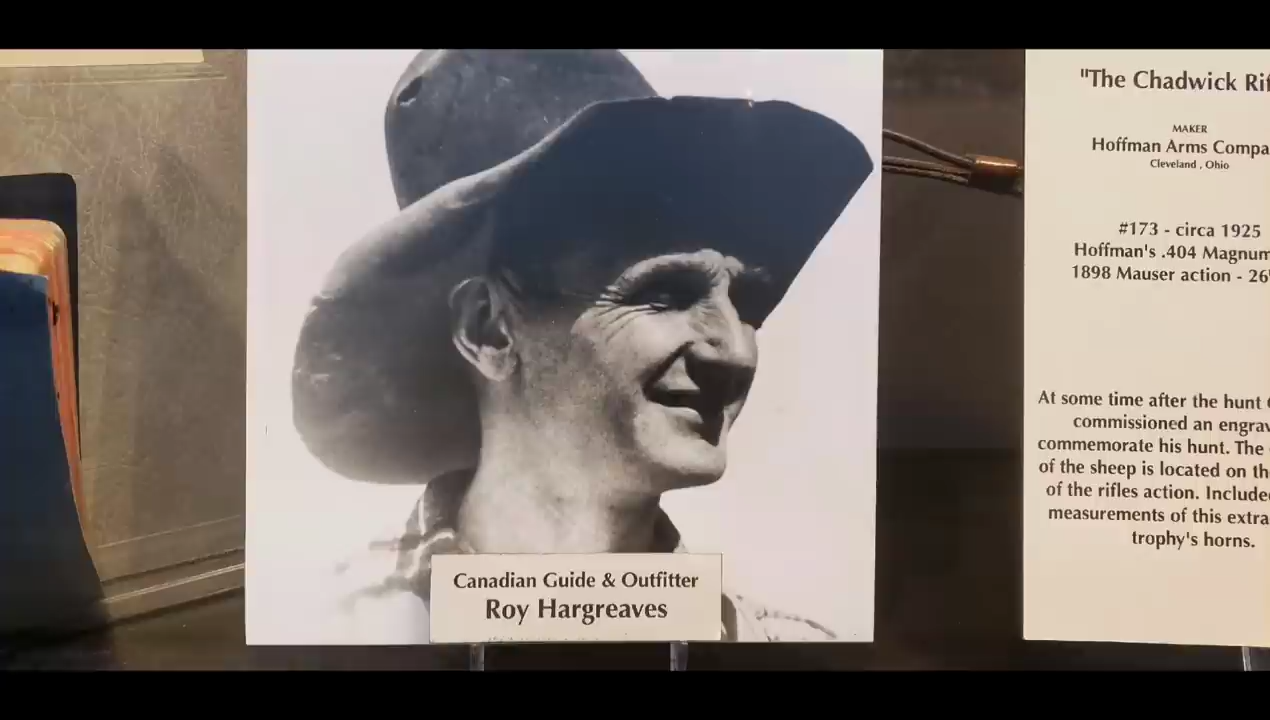 Canadian Guide & Outfitter
Roy Hargreaves
"The Chadwick Rif
MAKER
Hoffman Arms Compa
Cleveland , Ohio
#173 - circa 1925
Hoffman's .404 Magnum
1898 Mauser action - 26"
At some time after the hunt
commissioned an engrav
commemorate his hunt. The
of the sheep is located on the
of the rifles action. Include
measurements of this extra
trophy's horns.